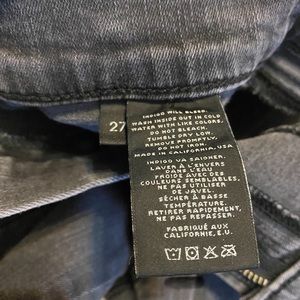 27
INDIGO WILL BLEED.
WASH INSIDE OUT IN COLD
WATER WITH LIKE COLORS.
DO NOT BLEACH.
TUMBLE DRY LOW.
REMOVE PROMPTLY.
DO NOT IRON.
MADE IN CALIFORNIA, USA
INDIGO VA SAIGNER.
LAVER À L'ENVERS
DANS L'EAU
FROIDE AVEC DES
COULEURS SEMBLABLES.
NE PAS UTILISER
DE JAVEL.
SÉCHER À BASSE
TEMPÉRATURE.
RETIRER RAPIDEMENT.
NE PAS REPASSER.
FABRIQUÉ AUX
CALIFORNIE, E.U.